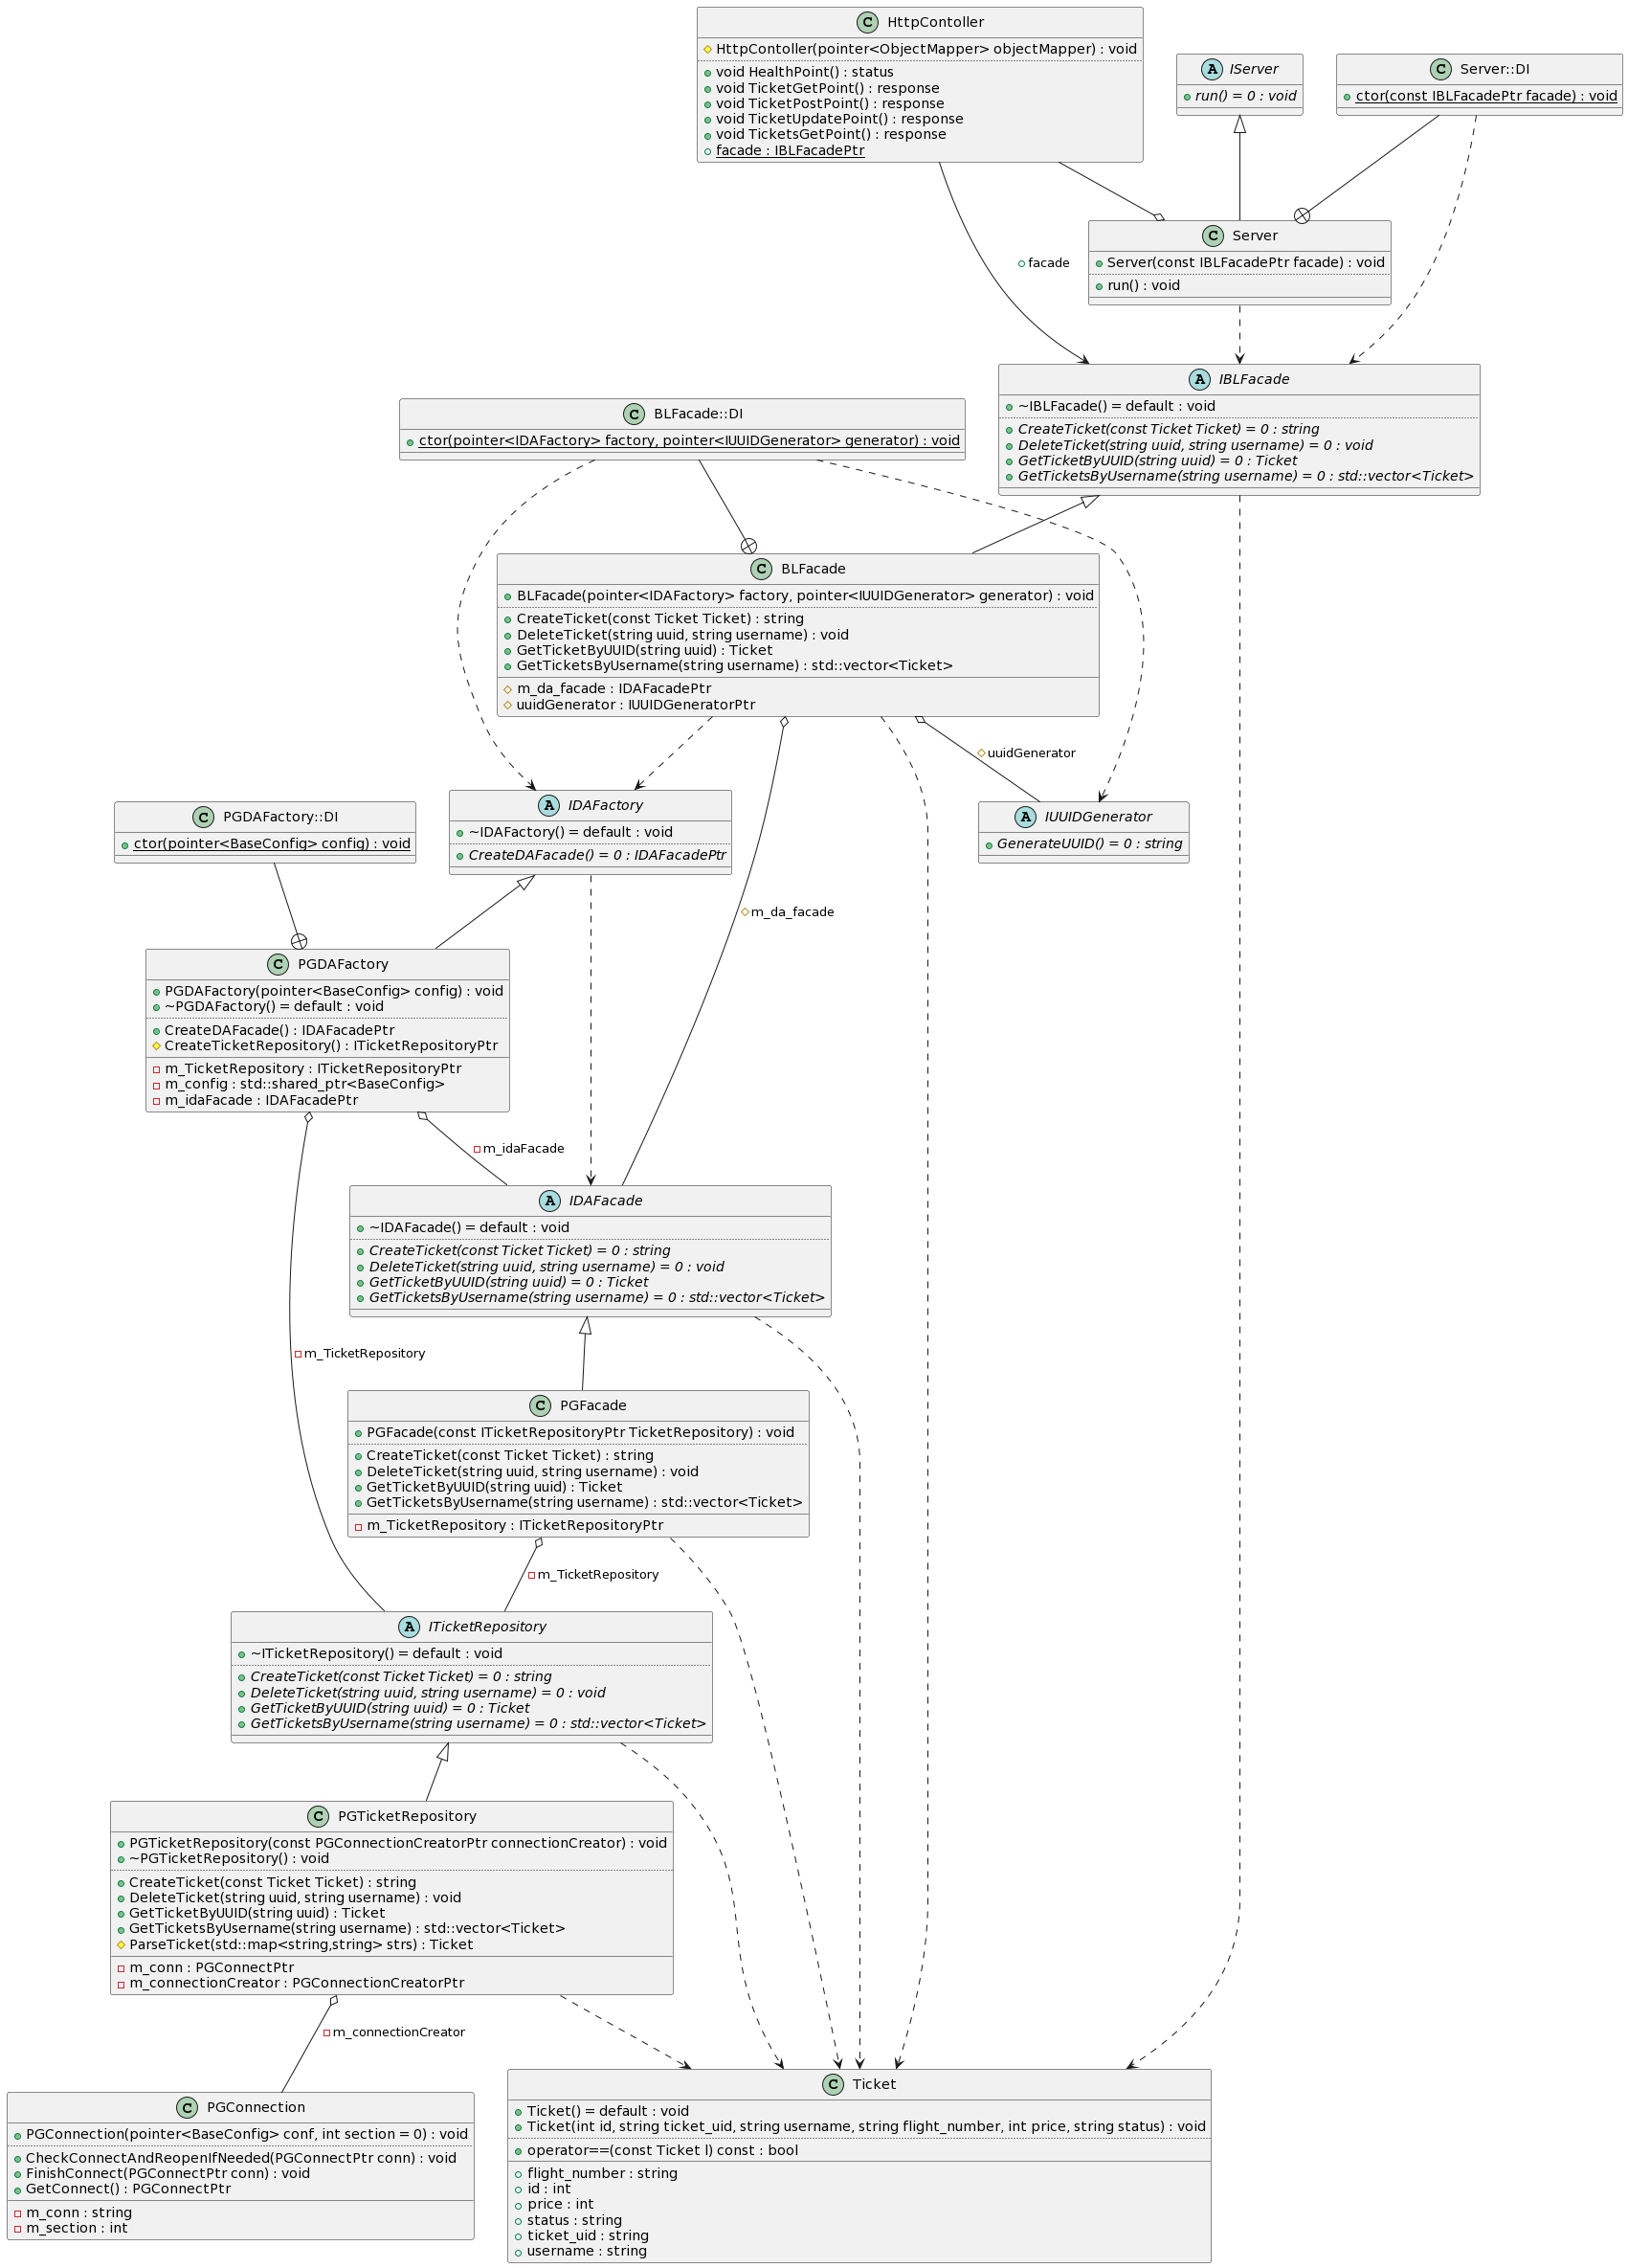 C HttpContoller
HttpContoller(pointer<ObjectMapper> objectMapper) : void
void HealthPoint() : status
void TicketGetPoint() : response
void TicketPostPoint() : response
void TicketUpdatePoint() : response
void TicketsGetPoint() : response
facade : IBLFacadePtr
A IServer
run() = 0 : void
C Server::DI
ctor(const IBLFacadePtr facade) : void
C Server
Server(const IBLFacadePtr facade) : void
run() : void
facade
A IBLFacade
~IBLFacade() = default : void
CreateTicket(const Ticket Ticket) = 0 : string
DeleteTicket(string uuid, string username) = 0 : void
GetTicketByUUID(string uuid) = 0 : Ticket
GetTicketsByUsername(string username) = 0 : std::vector<Ticket>
C BLFacade::DI
ctor(pointer<IDAFactory> factory, pointer<IUUIDGenerator> generator) : void
C BLFacade
BLFacade(pointer<IDAFactory> factory, pointer<IUUIDGenerator> generator) : void
CreateTicket(const Ticket Ticket) : string
DeleteTicket(string uuid, string username) : void
GetTicketByUUID(string uuid) : Ticket
GetTicketsByUsername(string username) : std::vector<Ticket>
m_da_facade : IDAFacadePtr
uuidGenerator : IUUIDGeneratorPtr
uuidGenerator
A IDAFactory
~IDAFactory() = default : void
CreateDAFacade() = 0 : IDAFacadePtr
A IUUIDGenerator
GenerateUUID() = 0 : string
C PGDAFactory::DI
ctor(pointer<BaseConfig> config) : void
m_da_facade
C PGDAFactory
PGDAFactory(pointer<BaseConfig> config) : void
~PGDAFactory() = default : void
CreateDAFacade() : IDAFacadePtr
CreateTicketRepository() : ITicketRepositoryPtr
m_TicketRepository : ITicketRepositoryPtr
m_config : std::shared_ptr<BaseConfig>
m_idaFacade : IDAFacadePtr
m_idaFacade
A IDAFacade
~IDAFacade() = default : void
CreateTicket(const Ticket Ticket) = 0 : string
DeleteTicket(string uuid, string username) = 0 : void
GetTicketByUUID(string uuid) = 0 : Ticket
GetTicketsByUsername(string username) = 0 : std::vector<Ticket>
m_TicketRepository
C PGFacade
PGFacade(const ITicketRepositoryPtr TicketRepository) : void
CreateTicket(const Ticket Ticket) : string
DeleteTicket(string uuid, string username) : void
GetTicketByUUID(string uuid) : Ticket
GetTicketsByUsername(string username) : std::vector<Ticket>
m_TicketRepository : ITicketRepositoryPtr
m_TicketRepository
A ITicketRepository
~ITicketRepository() = default : void
CreateTicket(const Ticket Ticket) = 0 : string
DeleteTicket(string uuid, string username) = 0 : void
GetTicketByUUID(string uuid) = 0 : Ticket
GetTicketsByUsername(string username) = 0 : std::vector<Ticket>
C PGTicketRepository
PGTicketRepository(const PGConnectionCreatorPtr connectionCreator) : void
~PGTicketRepository() : void
CreateTicket(const Ticket Ticket) : string
DeleteTicket(string uuid, string username) : void
GetTicketByUUID(string uuid) : Ticket
GetTicketsByUsername(string username) : std::vector<Ticket>
ParseTicket(std::map<string,string> strs) : Ticket
m_conn : PGConnectPtr
m_connectionCreator : PGConnectionCreatorPtr
m_connectionCreator
C PGConnection
PGConnection(pointer<BaseConfig> conf, int section = 0) : void
CheckConnectAndReopenIfNeeded(PGConnectPtr conn) : void
FinishConnect(PGConnectPtr conn) : void
GetConnect() : PGConnectPtr
m_conn : string
m_section : int
C Ticket
Ticket() = default : void
Ticket(int id, string ticket_uid, string username, string flight_number, int price, string status) : void
operator==(const Ticket l) const : bool
flight_number : string
id : int
price : int
status : string
ticket_uid : string
username : string